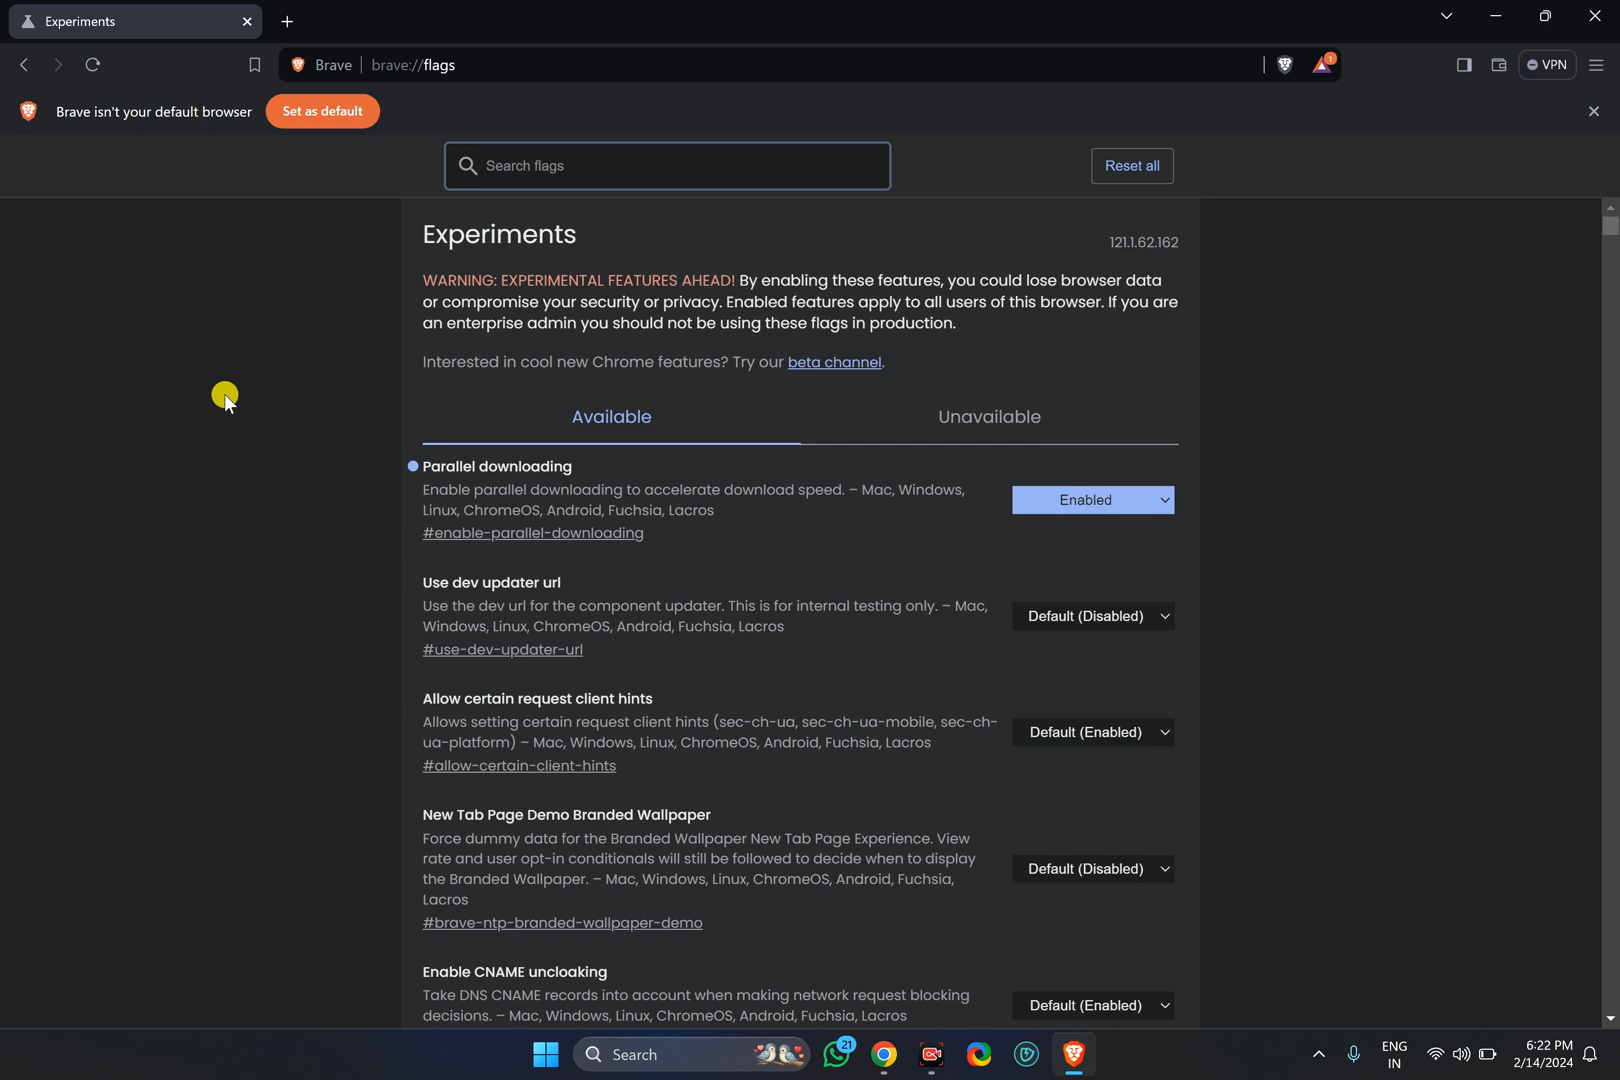 Experiments
Brave
brave://flags
1
VPN
Brave isn't your default browser
Set as default
Search flags
Reset all
Experiments
121.1.62.162
WARNING: EXPERIMENTAL FEATURES AHEAD! By enabling these features, you could lose browser data
or compromise your security or privacy. Enabled features apply to all users of this browser. If you are
an enterprise admin you should not be using these flags in production.
Interested in cool new Chrome features? Try our beta channel.
Available
Unavailable
Parallel downloading
Enable parallel downloading to accelerate download speed. – Mac, Windows,
Linux, ChromeOS, Android, Fuchsia, Lacros
#enable-parallel-downloading
Enabled
Use dev updater url
Use the dev url for the component updater. This is for internal testing only. – Mac,
Windows, Linux, ChromeOS, Android, Fuchsia, Lacros
#use-dev-updater-url
Default (Disabled)
Allow certain request client hints
Allows setting certain request client hints (sec-ch-ua, sec-ch-ua-mobile, sec-ch-
ua-platform) – Mac, Windows, Linux, ChromeOS, Android, Fuchsia, Lacros
#allow-certain-client-hints
Default (Enabled)
New Tab Page Demo Branded Wallpaper
Force dummy data for the Branded Wallpaper New Tab Page Experience. View
rate and user opt-in conditionals will still be followed to decide when to display
the Branded Wallpaper. – Mac, Windows, Linux, ChromeOS, Android, Fuchsia,
Lacros
#brave-ntp-branded-wallpaper-demo
Default (Disabled)
Enable CNAME uncloaking
Take DNS CNAME records into account when making network request blocking
decisions. – Mac, Windows, Linux, ChromeOS, Android, Fuchsia, Lacros
Default (Enabled)
Search
21
ENG
IN
6:22 PM
2/14/2024